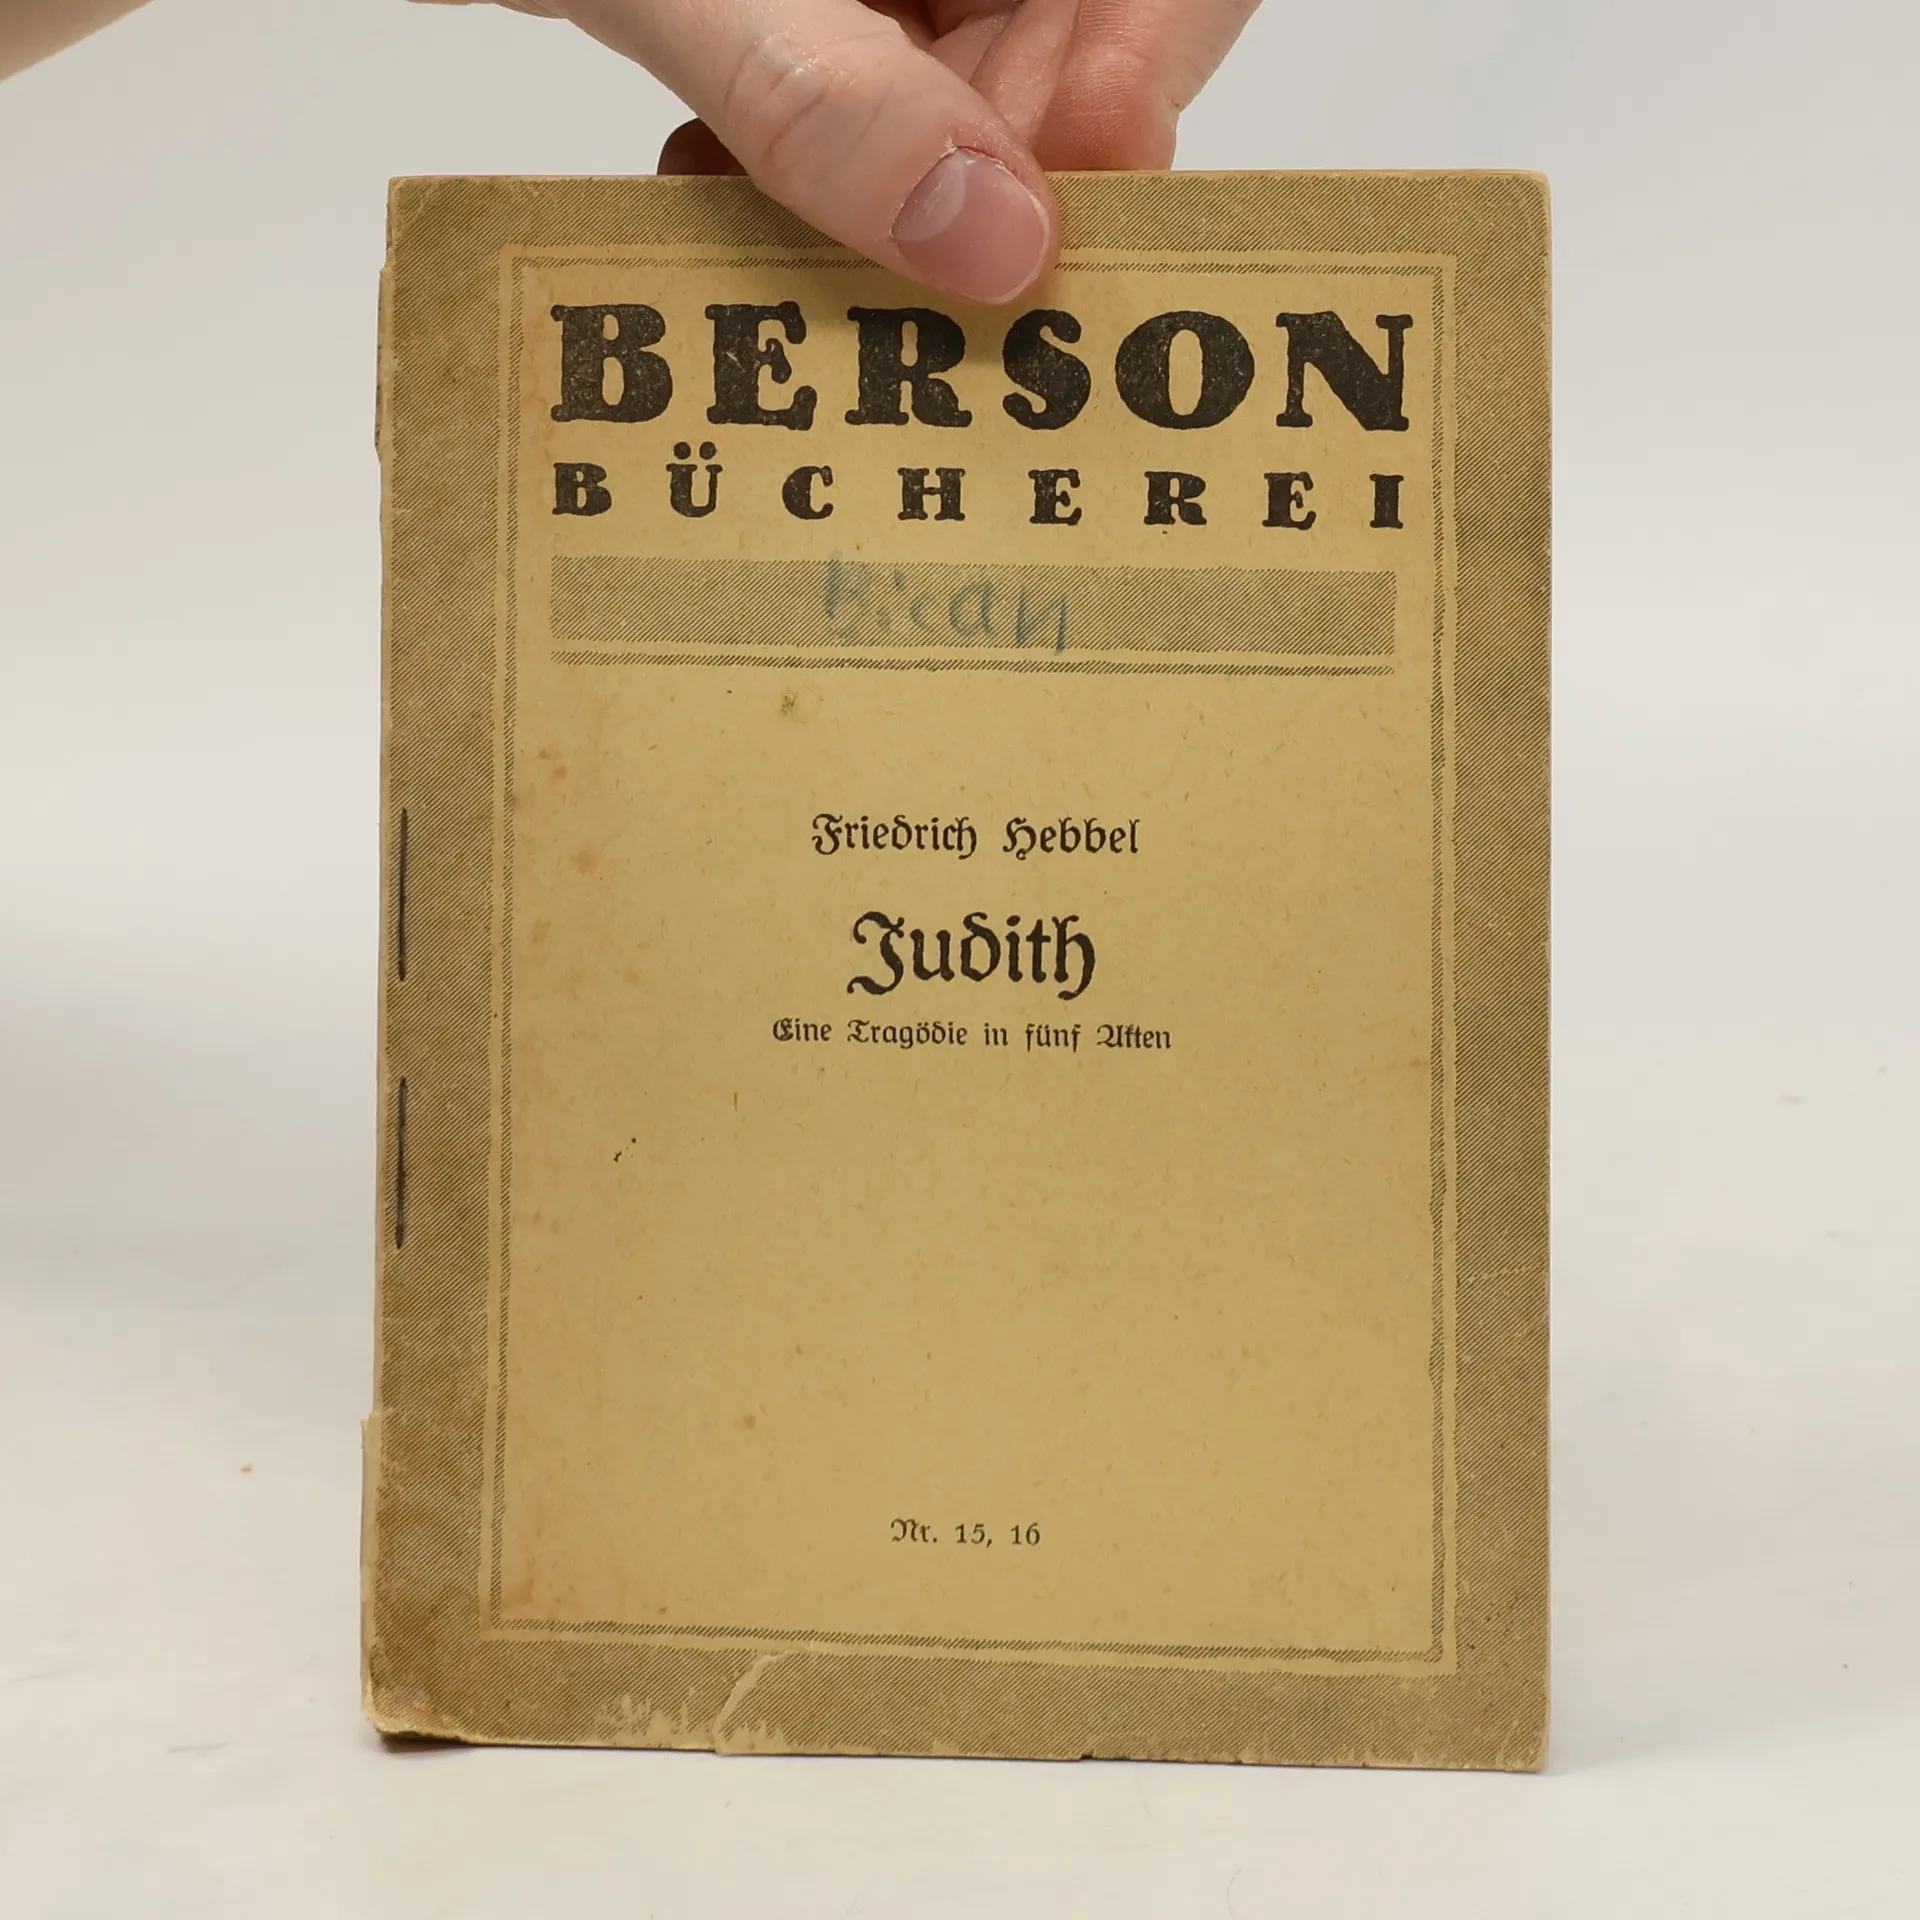 BERSON
BÜCHEREI
Friedrich Hebbel
Judith
Eine Tragödie in fünf Akten
Nr. 15, 16